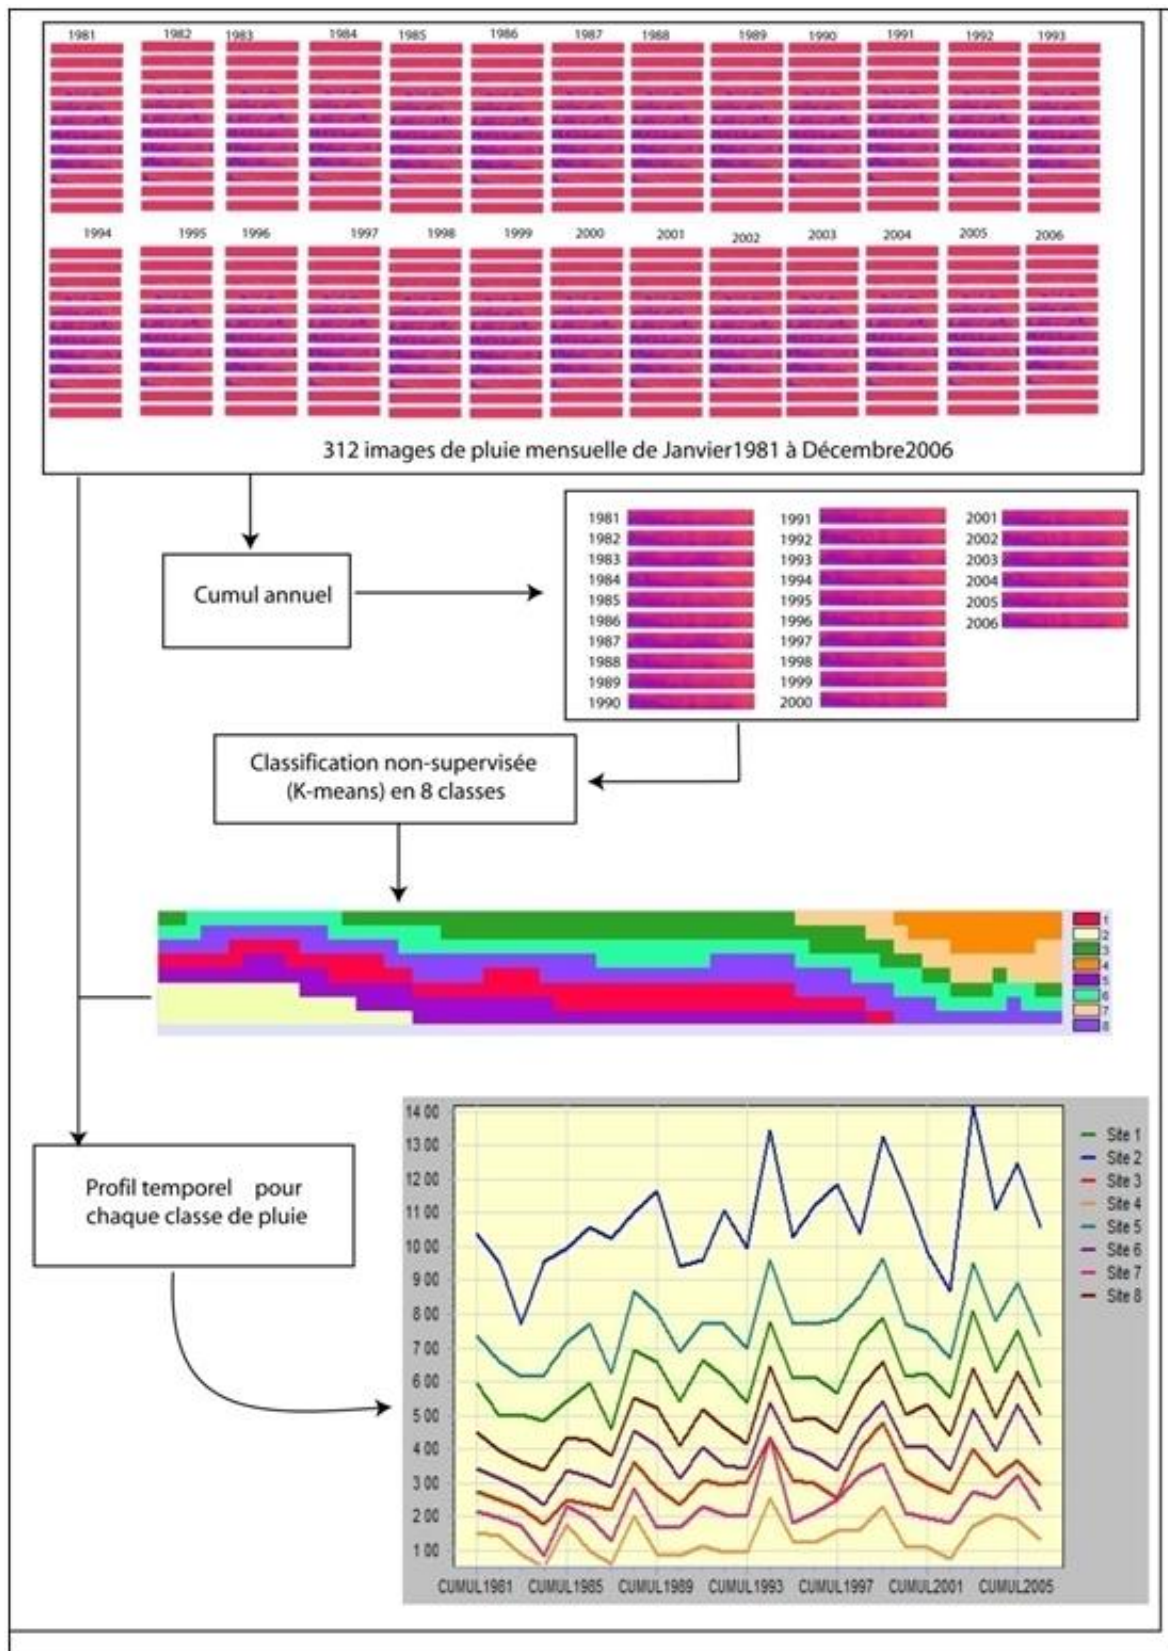 1981 1982 1983 1984 1985 1986 1987 1988 1989 1990 1991 1992 1993
1994 1995 1996 1997 1998 1999 2000 2001 2002 2003 2004 2005 2006
312 images de pluie mensuelle de Janvier1981 à Décembre2006
Cumul annuel
1981 1991 2001
1982 1992 2002
1983 1993 2003
1984 1994 2004
1985 1995 2005
1986 1996 2006
1987 1997
1988 1998
1989 1999
1990 2000
Classification non-supervisée
(K-means) en 8 classes
1
2
3
4
5
6
7
8
Profil temporel pour
chaque classe de pluie
14 00
13 00
12 00
11 00
10 00
9 00
8 00
7 00
6 00
5 00
4 00
3 00
2 00
1 00
CUMUL1981 CUMUL1985 CUMUL1989 CUMUL1993 CUMUL1997 CUMUL2001 CUMUL2005
Site 1
Site 2
Site 3
Site 4
Site 5
Site 6
Site 7
Site 8